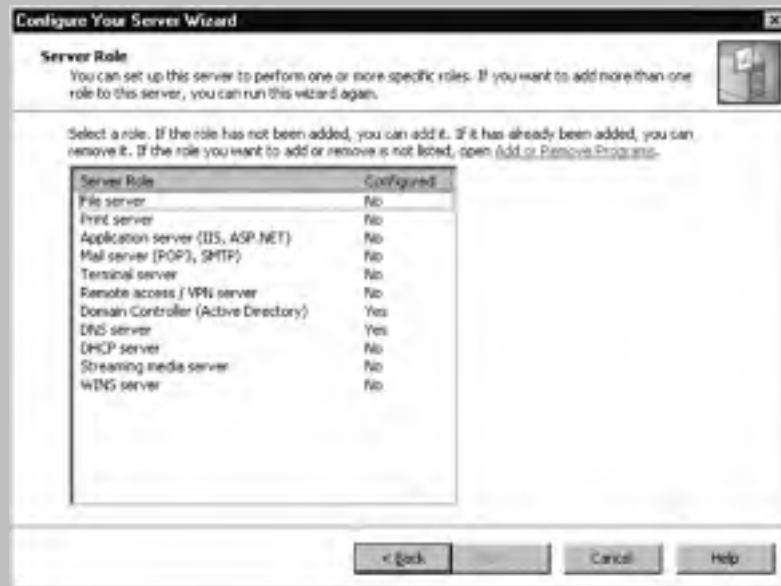 Configure Your Server Wizard
Server Role
You can set up this server to perform one or more specific roles. If you want to add more than one
role to this server, you can run this wizard again.
Select a role. If the role has not been added, you can add it. If it has already been added, you can
remove it. If the role you want to add or remove is not listed, open Add or Remove Programs.
Server Role Configured
File server No
Print server No
Application server (IIS, ASP.NET) No
Mail server (POP3, SMTP) No
Terminal server No
Remote access / VPN server No
Domain Controller (Active Directory) Yes
DNS server Yes
DHCP server No
Streaming media server No
WINS server No
< Back
Cancel
Help